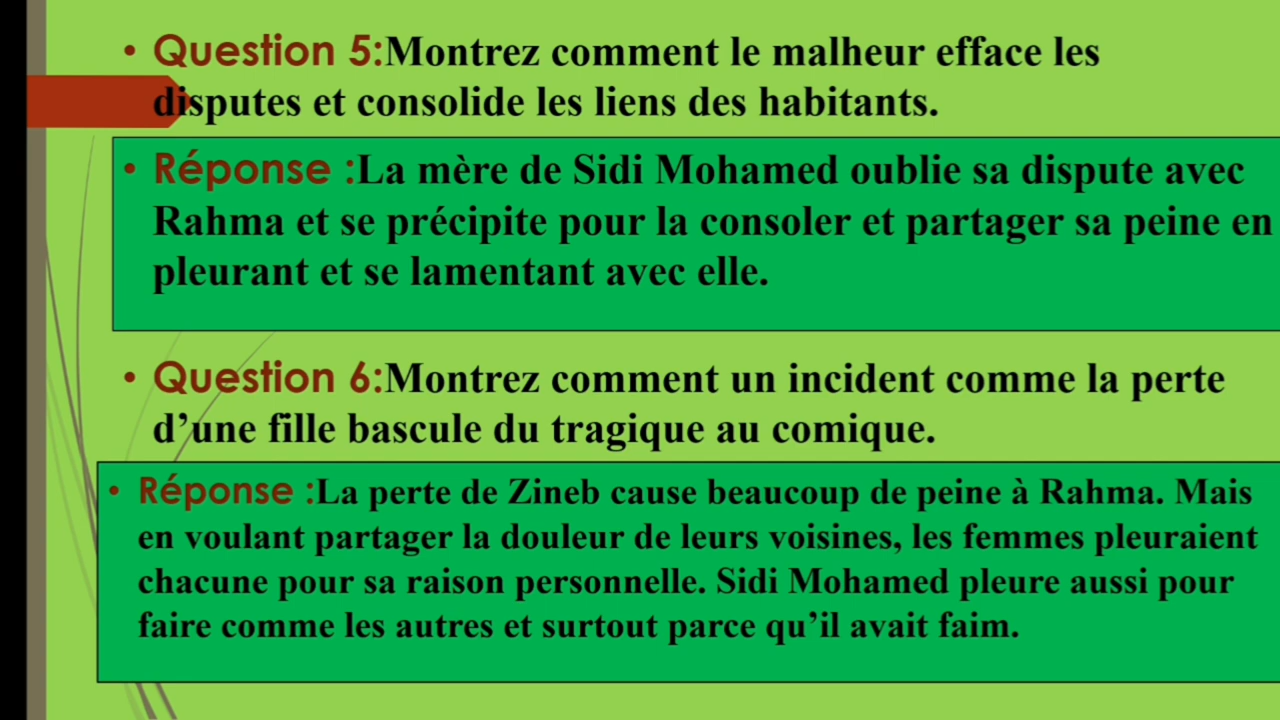 • Question 5:Montrez comment le malheur efface les
disputes et consolide les liens des habitants.
• Réponse :La mère de Sidi Mohamed oublie sa dispute avec
Rahma et se précipite pour la consoler et partager sa peine en
pleurant et se lamentant avec elle.
• Question 6:Montrez comment un incident comme la perte
d’une fille bascule du tragique au comique.
• Réponse :La perte de Zineb cause beaucoup de peine à Rahma. Mais
en voulant partager la douleur de leurs voisines, les femmes pleuraient
chacune pour sa raison personnelle. Sidi Mohamed pleure aussi pour
faire comme les autres et surtout parce qu’il avait faim.